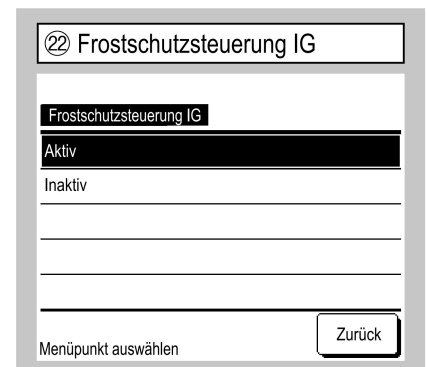 ㉒ Frostschutzsteuerung IG
Frostschutzsteuerung IG
Aktiv
Inaktiv
Menüpunkt auswählen
Zurück